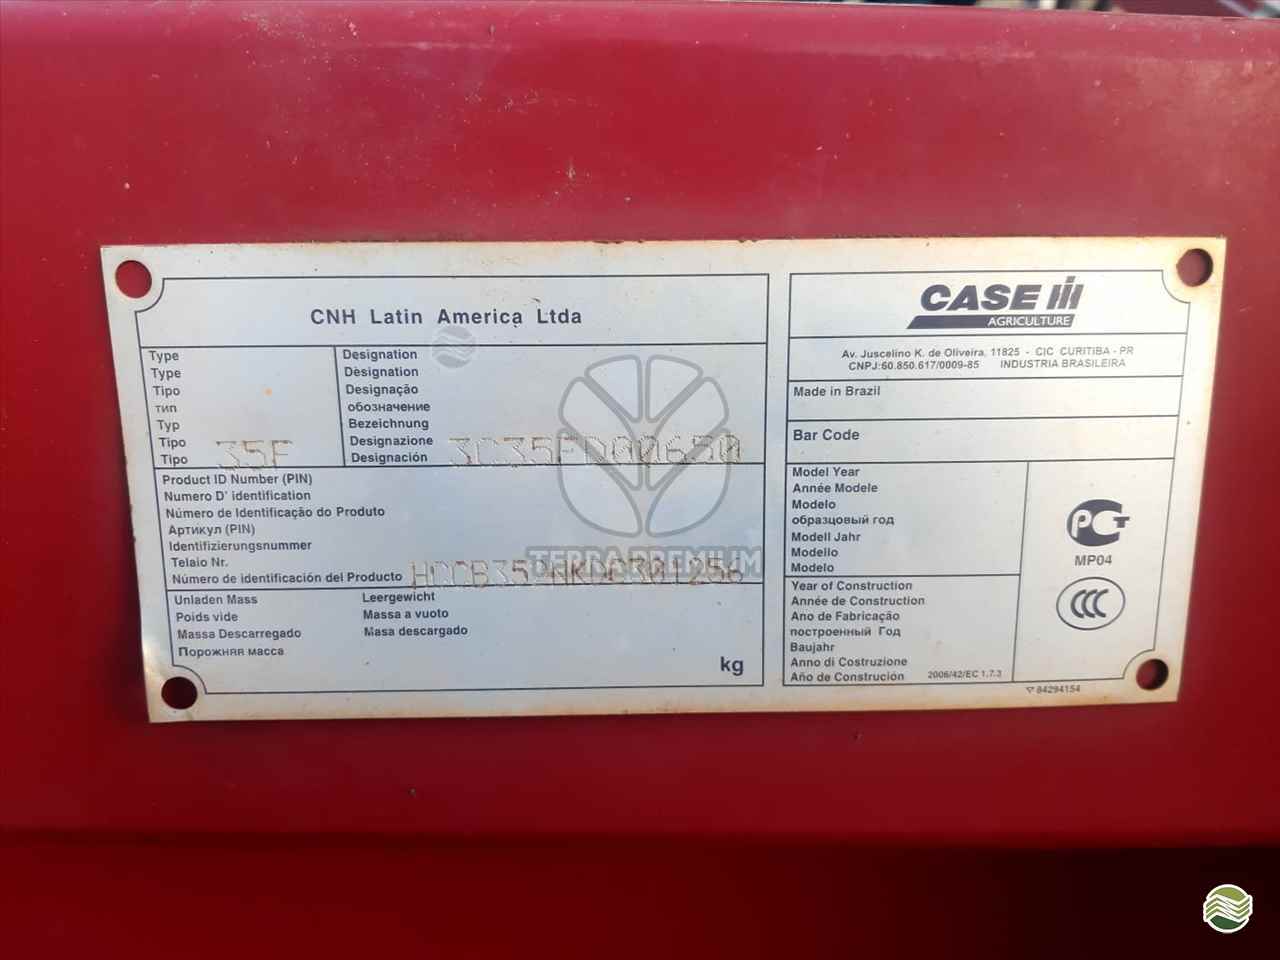 CNH Latin America Ltda
Type
Type
Tipo
тип
Typ
Tipo
Tipo
35F
Designation
Dèsignation
Designação
обозначение
Bezeichnung
Designazione
Designación
Product ID Number (PIN)
Numero D' identification
Número de Identificação do Produto
Артикул (PIN)
Identifizierungsnummer
Telaio Nr.
Número de identificación del Producto
Unladen Mass
Poids vide
Massa Descarregado
Порожняя масса
Leergewicht
Massa a vuoto
Masa descargado
kg
CASE IH
AGRICULTURE
Av. Juscelino K. de Oliveira, 11825 - CIC CURITIBA - PR
CNPJ:60.850.617/0009-85 INDUSTRIA BRASILEIRA
Made in Brazil
Bar Code
Model Year
Année Modele
Modelo
образцовый год
Modell Jahr
Modello
Modelo
Year of Construction
Année de Construction
Ano de Fabricação
построенный Год
Baujahr
Anno di Costruzione
Año de Construción
2006/42/EC 1.7.3
РСТ
MP04
CCC
84294154
TERRA PREMIUM